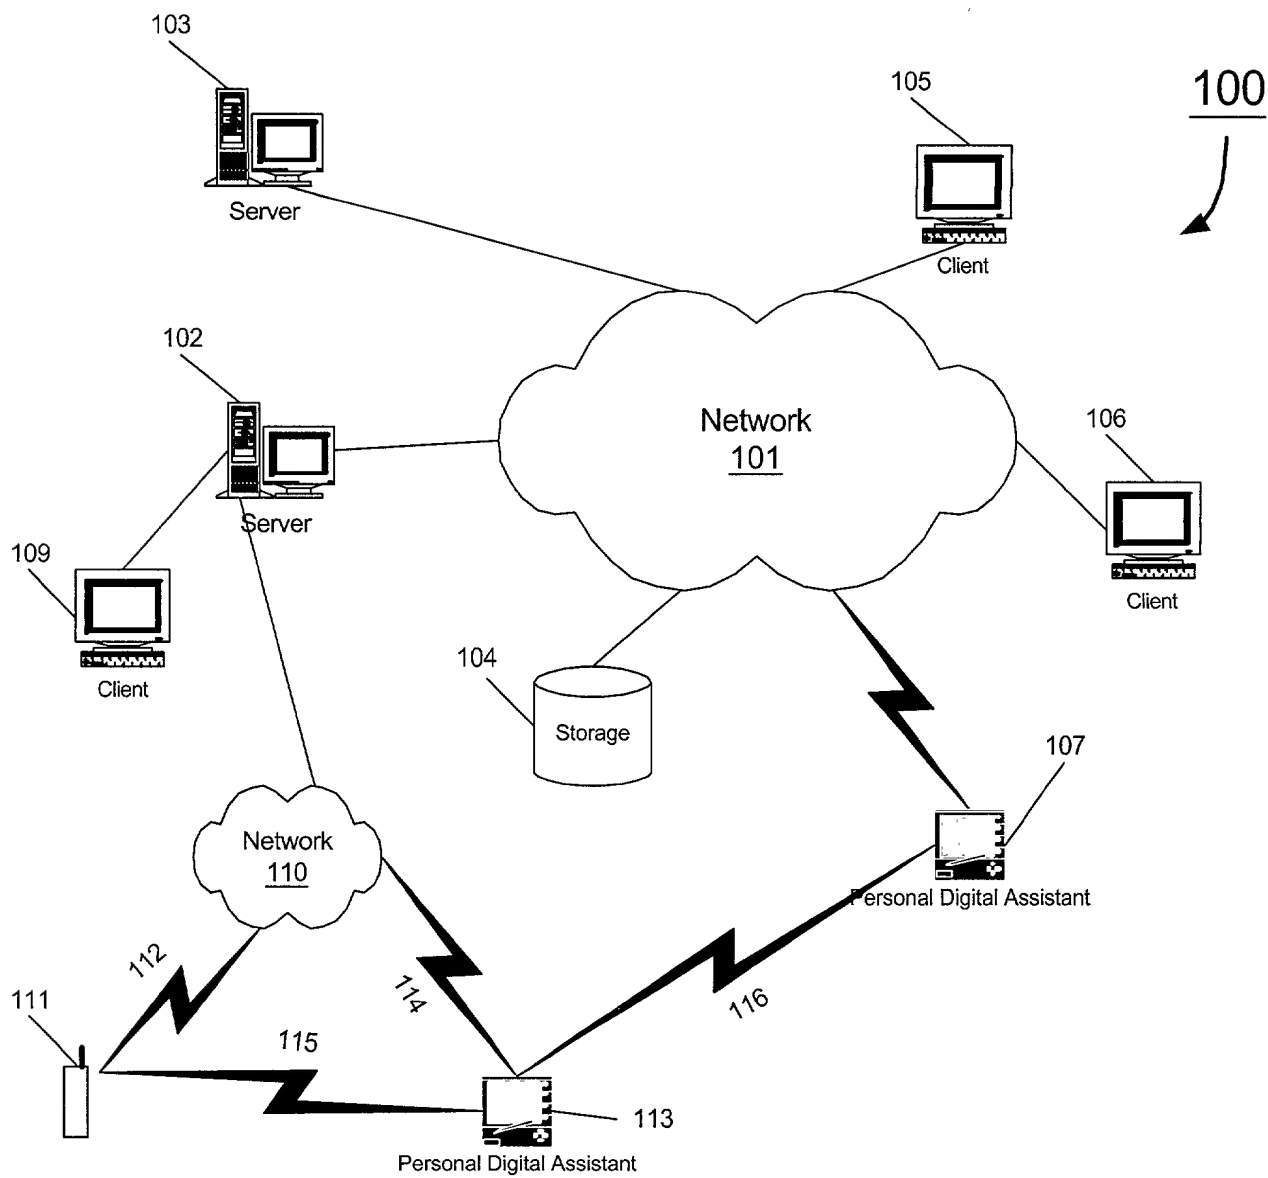 103
105
100
Server
Client
102
Network
101
106
Server
109
Client
Client
104
Storage
107
Network
110
Personal Digital Assistant
112
114
116
111
115
113
Personal Digital Assistant